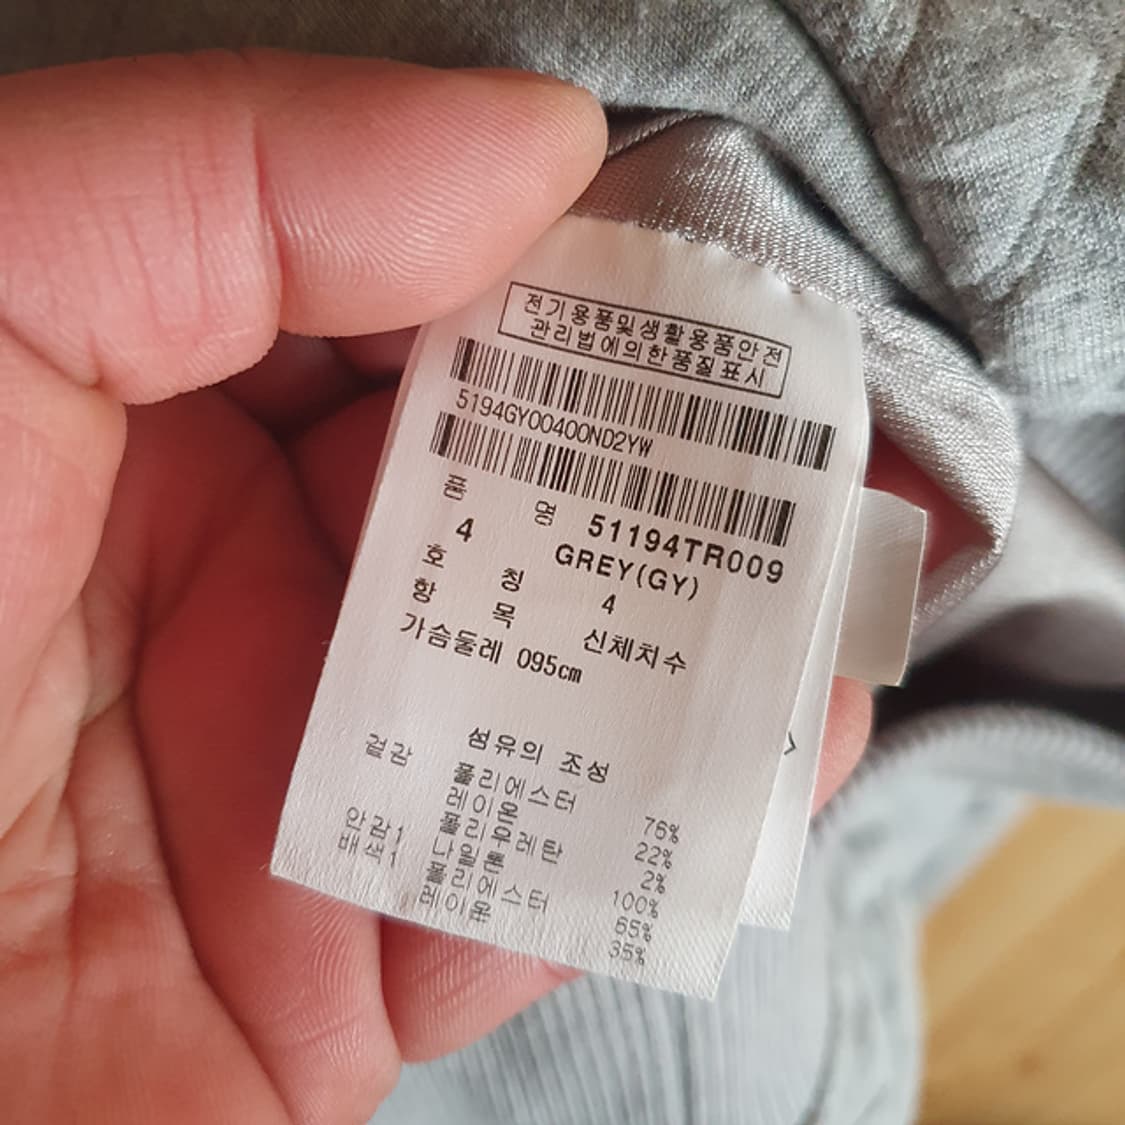 전기용품및생활용품안전
관리법에의한품질표시
5194GY00400ND2YW
품 명 51194TR009
4 GREY(GY)
호 칭 4
항 목 신체치수
가슴둘레 095cm
섬유의 조성
겉감 폴리에스터 76%
레이온 22%
폴리우레탄 2%
안감1 나일론 100%
배색1 폴리에스터 65%
레이온 35%